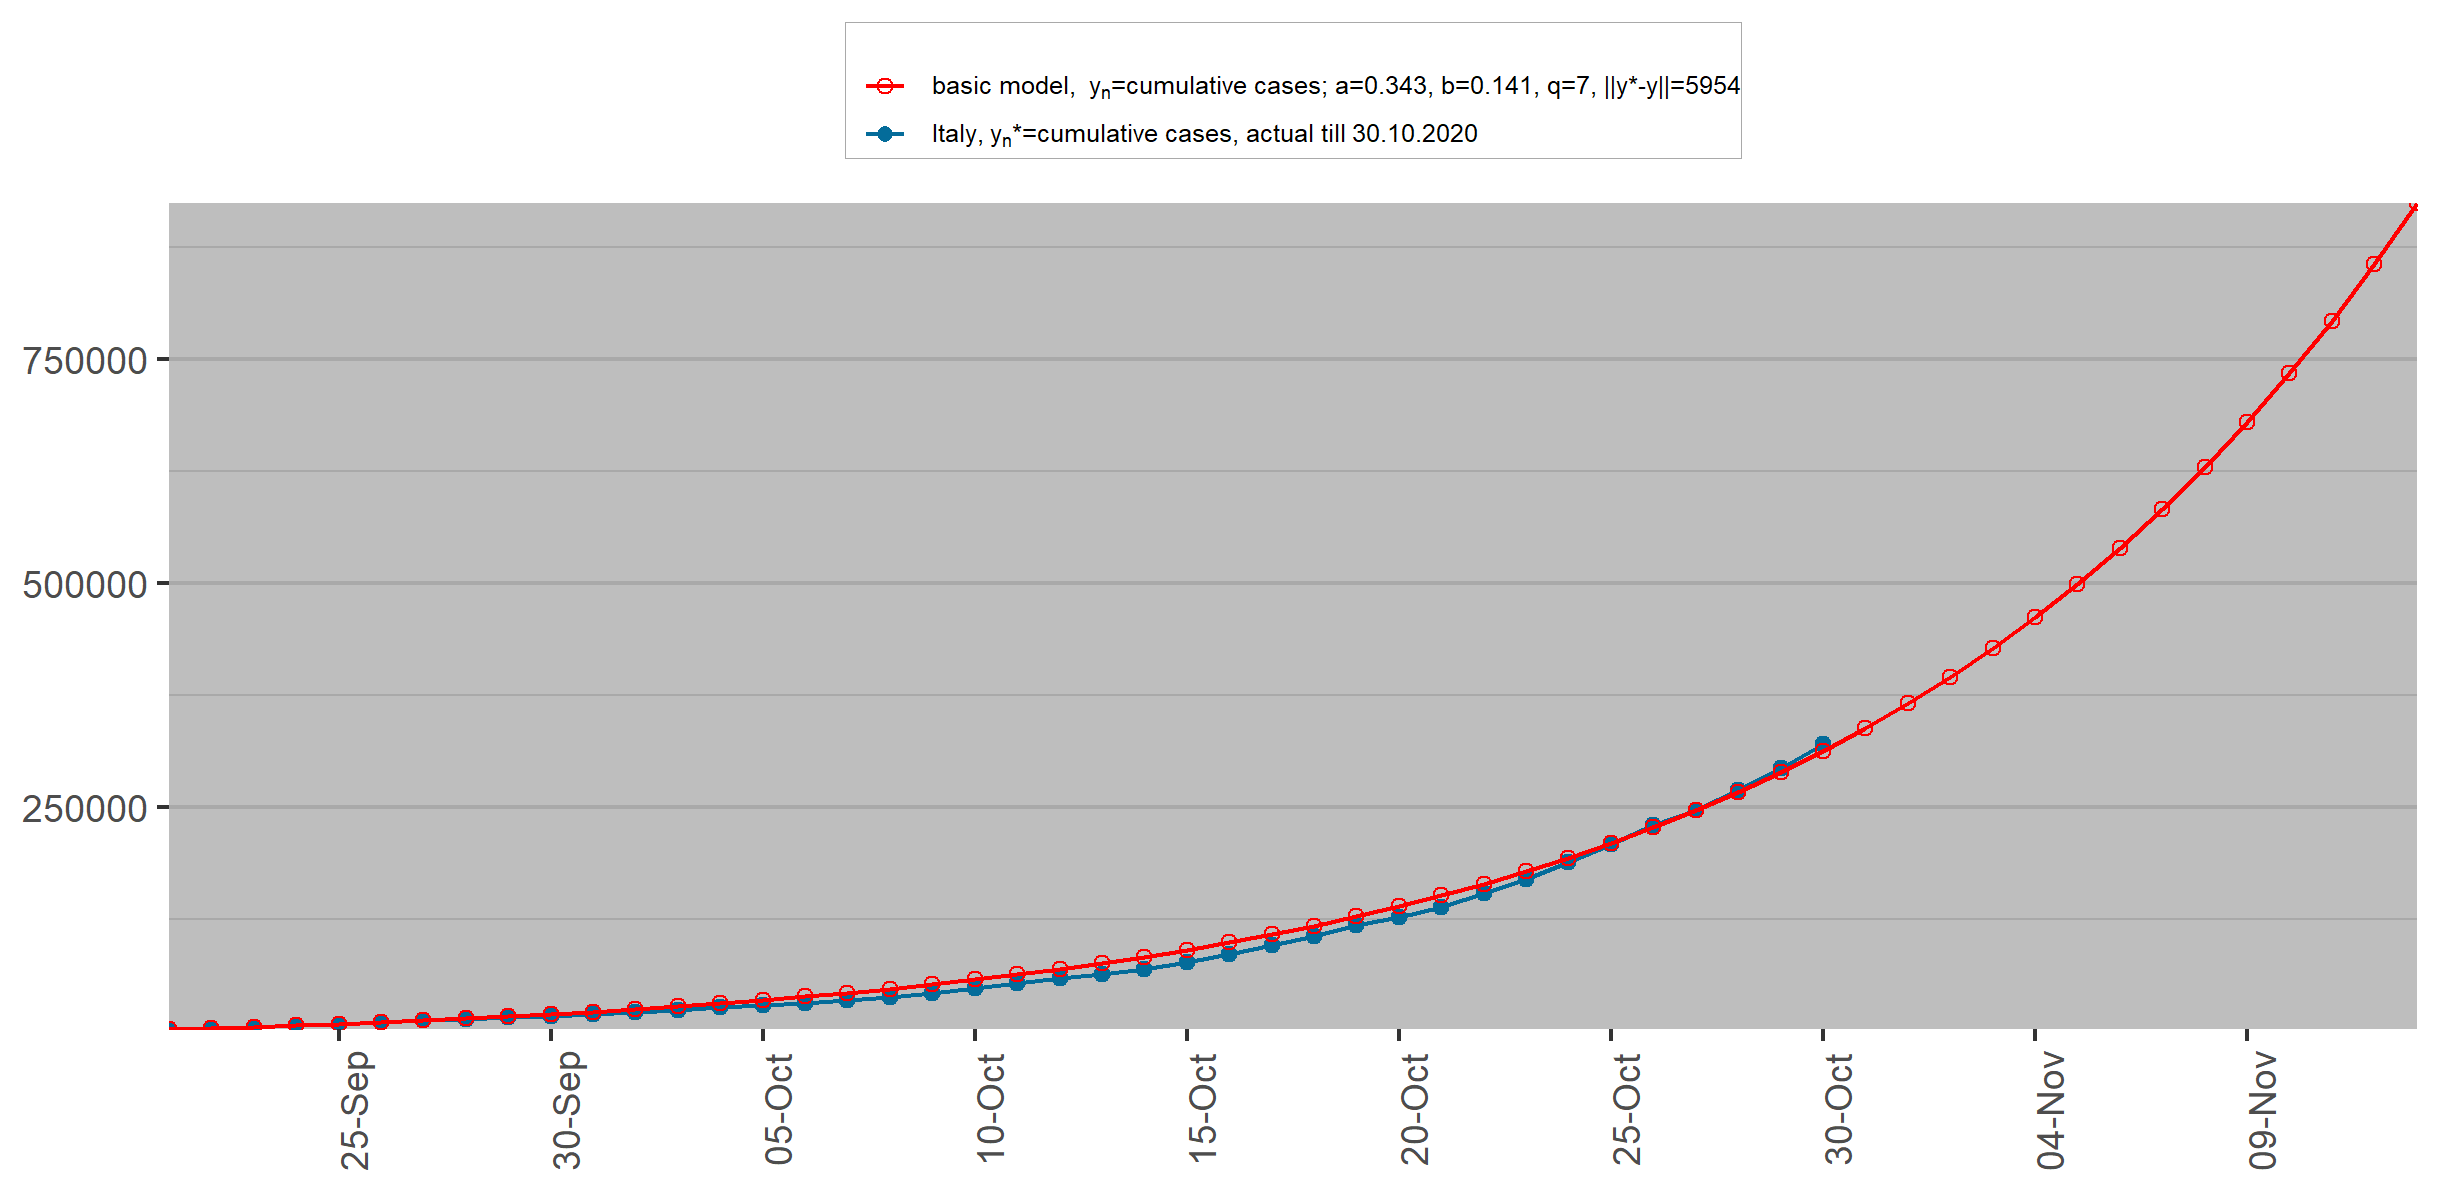 basic model, yn=cumulative cases; a=0.343, b=0.141, q=7, ||y*-y||=5954
Italy, yn*=cumulative cases, actual till 30.10.2020
750000
500000
250000
25-Sep
30-Sep
05-Oct
10-Oct
15-Oct
20-Oct
25-Oct
30-Oct
04-Nov
09-Nov